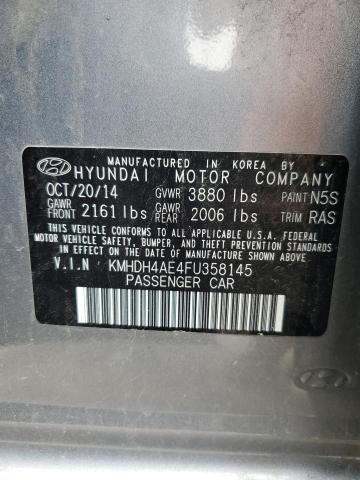 MANUFACTURED IN KOREA BY
HYUNDAI MOTOR COMPANY
OCT/20/14 GVWR 3880 lbs PAINT N5S
GAWR FRONT 2161 lbs GAWR REAR 2006 lbs TRIM RAS
THIS VEHICLE CONFORMS TO ALL APPLICABLE FEDERAL
MOTOR VEHICLE SAFETY, BUMPER, AND THEFT PREVENTION STANDARDS
IN EFFECT ON THE DATE OF MANUFACTURE SHOWN ABOVE.
V.I.N KMHDH4AE4FU358145
PASSENGER CAR